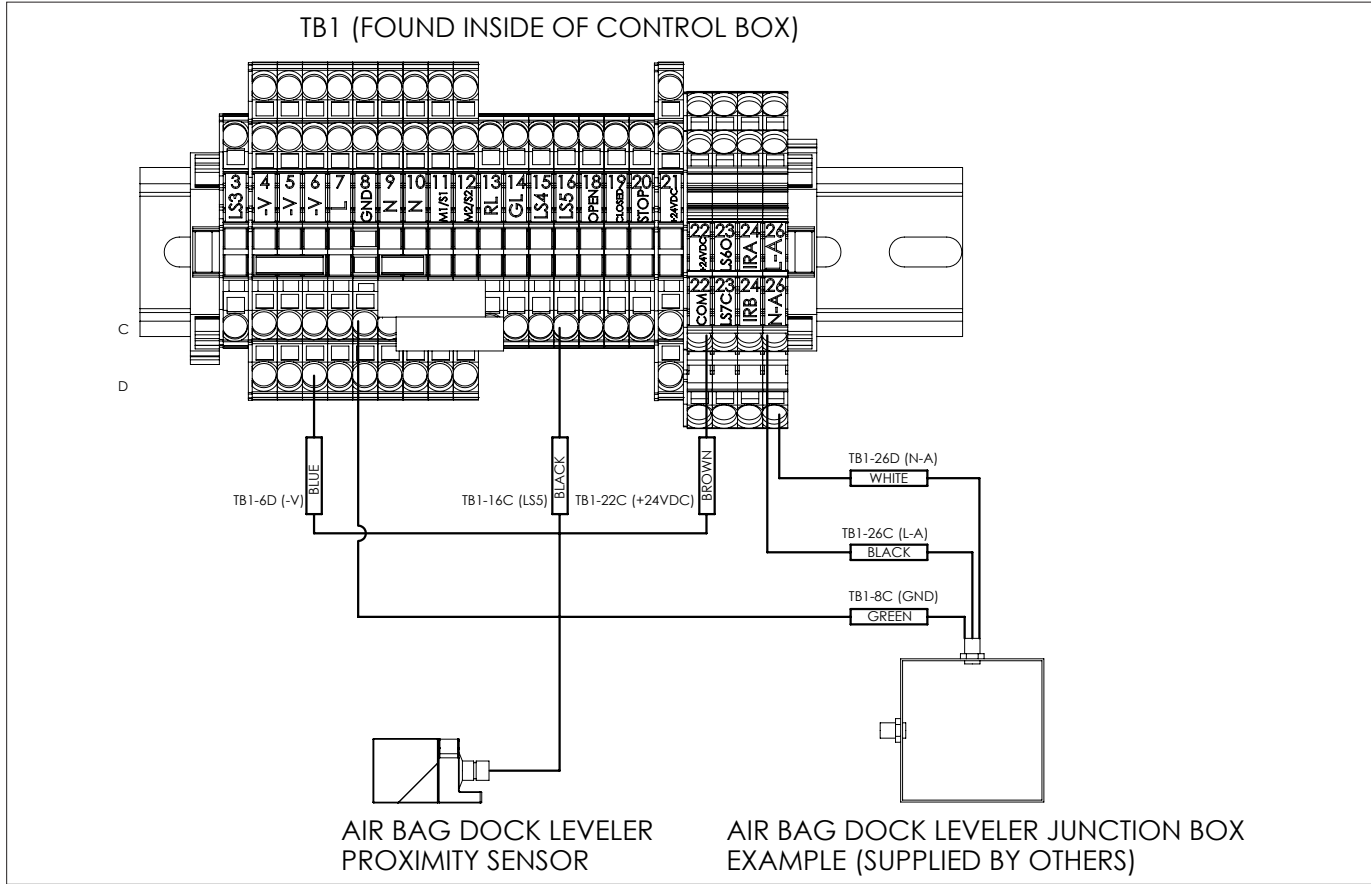 TB1 (FOUND INSIDE OF CONTROL BOX)
3 4 5 6 7 8 9 10 11 12 13 14 15 16 18 19 20 21
LS3 -V -V -V L GND N N M1/S1 M2/S2 RL GL LS4 LS5 OPEN CLOSED STOP +24VDC
22 23 24 26
+24VDC LS6O IRA L-A
22 23 24 26
COM LS7C IRB N-A
C
D
BLUE
BLACK
BROWN
TB1-6D (-V)
TB1-16C (LS5)
TB1-22C (+24VDC)
TB1-26D (N-A)
WHITE
TB1-26C (L-A)
BLACK
TB1-8C (GND)
GREEN
AIR BAG DOCK LEVELER
PROXIMITY SENSOR
AIR BAG DOCK LEVELER JUNCTION BOX
EXAMPLE (SUPPLIED BY OTHERS)